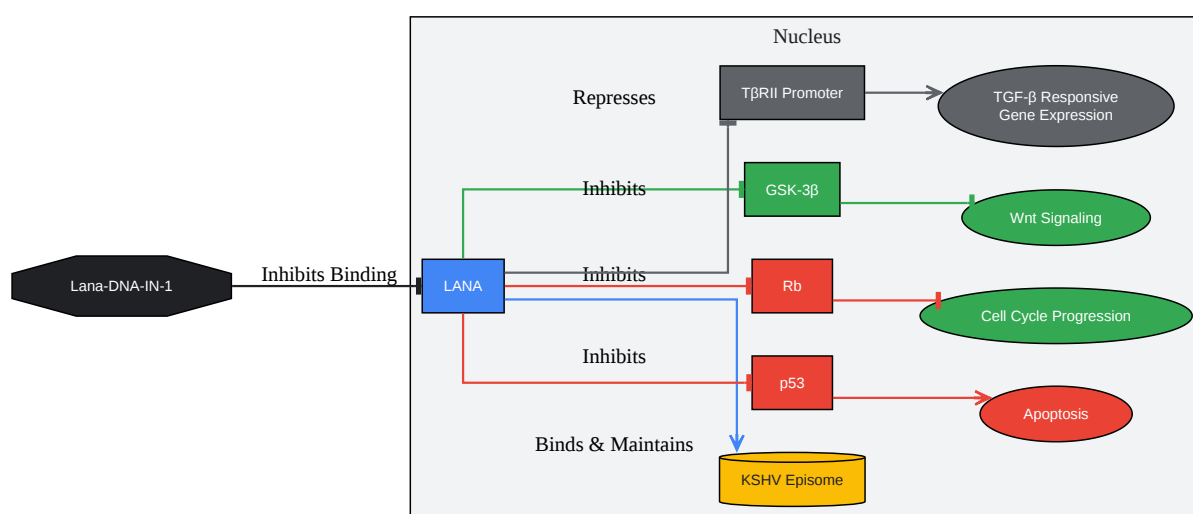 Nucleus
TβRII Promoter
Represses
TGF-β Responsive
Gene Expression
Inhibits
GSK-3β
Wnt Signaling
Lana-DNA-IN-1
Inhibits Binding
LANA
Inhibits
Rb
Cell Cycle Progression
Inhibits
p53
Apoptosis
Binds & Maintains
KSHV Episome